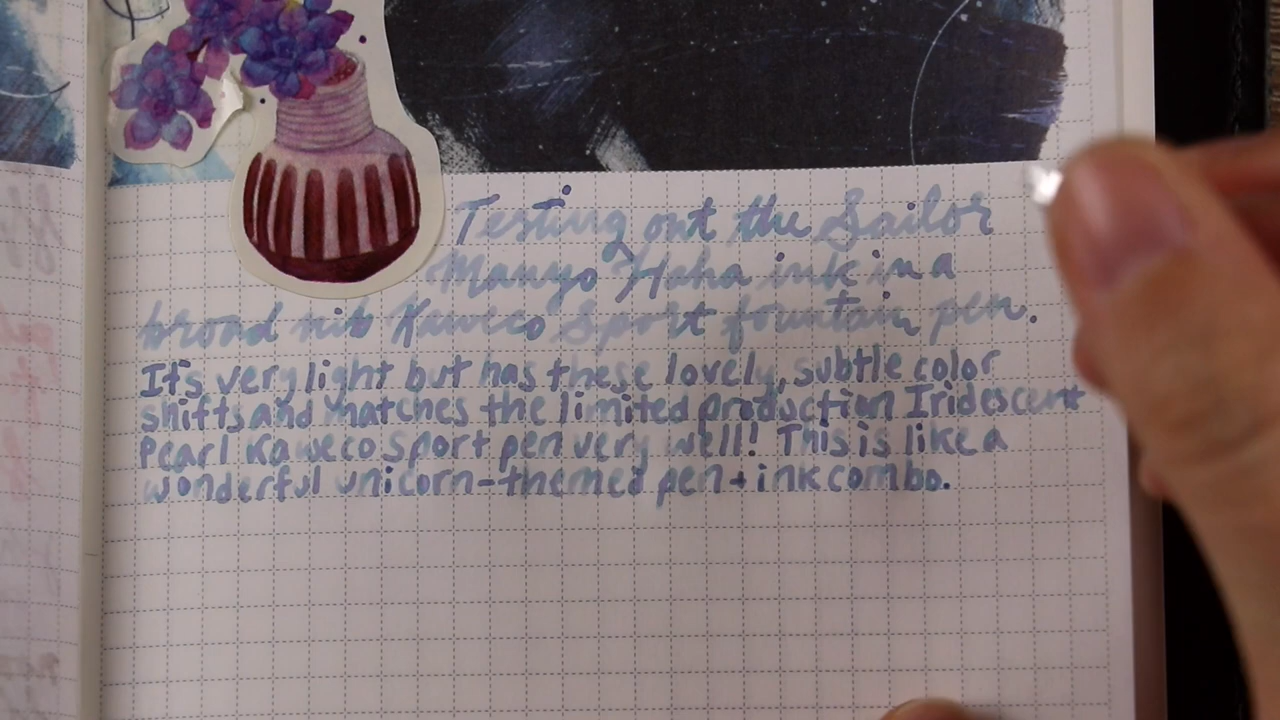 Testing out the Sailor
Manyo Haha ink in a
broad nib Kaweco Sport fountain pen.
It's very light but has these lovely, subtle color
shifts and matches the limited production Iridescent
Pearl Kaweco Sport pen very well! This is like a
wonderful unicorn-themed pen + ink combo.